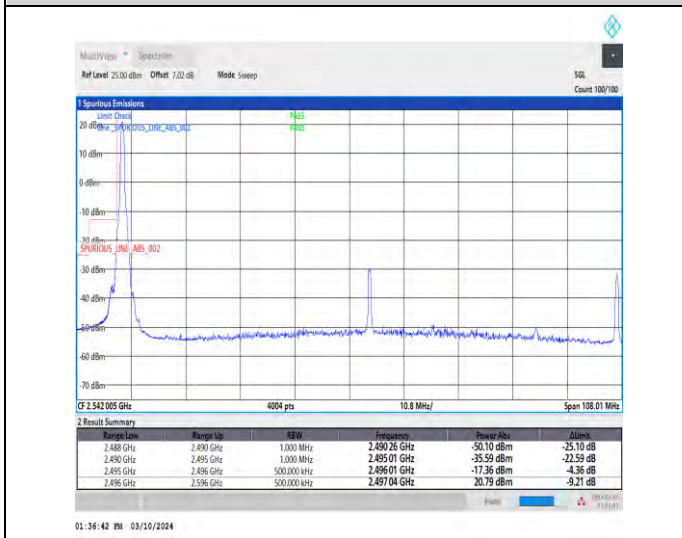 MultiView Spectrum
Ref Level 25.00 dBm Offset 7.02 dB Mode Sweep SGL
Count 100/100
1 Spurious Emissions
Limit Check PASS
20 dBm Line _SPURIOUS_LINE_ABS_002 PASS
10 dBm
0 dBm
-10 dBm
-20 dBm
_SPURIOUS_LINE_ABS_002
-30 dBm
-40 dBm
-50 dBm
-60 dBm
-70 dBm
CF 2.542 005 GHz 4004 pts 10.8 MHz/ Span 108.01 MHz
2 Result Summary
Range Low Range Up RBW Frequency Power Abs ΔLimit
2.488 GHz 2.490 GHz 1.000 MHz 2.490 26 GHz -50.10 dBm -25.10 dB
2.490 GHz 2.495 GHz 1.000 MHz 2.495 01 GHz -35.59 dBm -22.59 dB
2.495 GHz 2.496 GHz 500.000 kHz 2.496 01 GHz -17.36 dBm -4.36 dB
2.496 GHz 2.596 GHz 500.000 kHz 2.497 04 GHz 20.79 dBm -9.21 dB
01:36:42 PM 03/10/2024